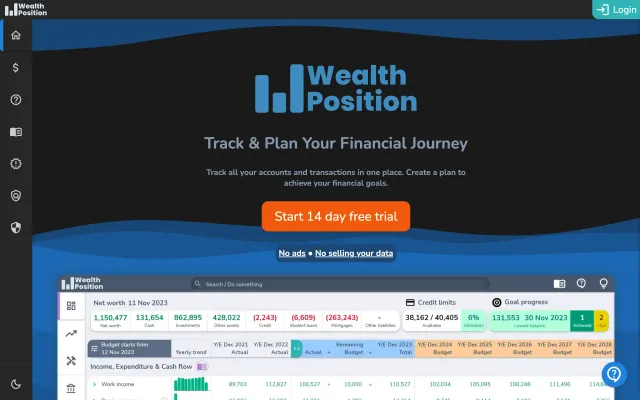 Wealth
Position
Login
Wealth
Position
Track & Plan Your Financial Journey
Track all your accounts and transactions in one place. Create a plan to
achieve your financial goals.
Start 14 day free trial
No ads ● No selling your data
Wealth
Position
Search / Do something
Net worth 11 Nov 2023
Credit limits
Goal progress
1,150,477 131,654 862,895 428,022 (2,243) (6,609) (263,243) - 38,162 / 40,405 6% 131,553 30 Nov 2023 1 2
Net worth Cash Investments Other assets Credit Student loans Mortgages Other liabilities Available Utilization Lowest balance Achieved
Budget starts from
12 Nov 2023
Yearly trend
Y/E Dec 2021
Actual
Y/E Dec 2022
Actual
Actual +
Remaining
Budget =
Y/E Dec 2023
Total
Y/E Dec 2024
Budget
Y/E Dec 2025
Budget
Y/E Dec 2026
Budget
Y/E Dec 2027
Budget
Y/E Dec 2028
Budget
Income, Expenditure & Cash flow
Work income 89,703 112,827 100,527 + 10,000 = 110,527 102,034 105,095 108,248 111,496